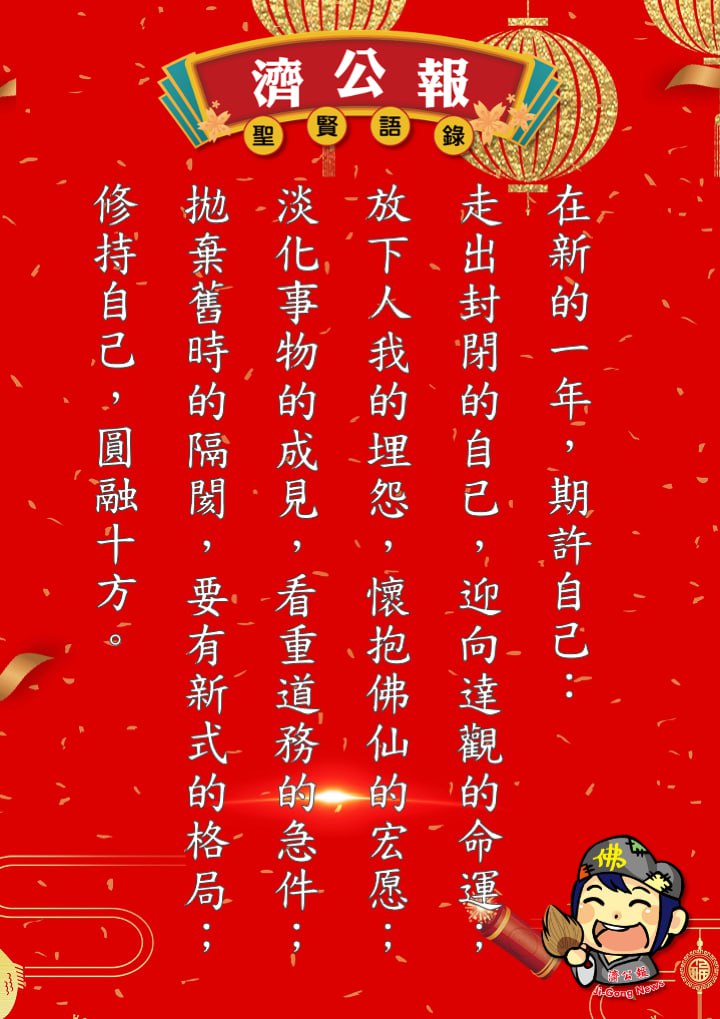 濟公報
聖賢語錄
在新的一年，期許自己：
走出封閉的自己，迎向達觀的命運；
放下人我的埋怨，懷抱佛仙的宏愿；
淡化事物的成見，看重道務的急件；
拋棄舊時的隔閡，要有新式的格局；
修持自己，圓融十方。
佛
濟公報
Ji-Gong News
福